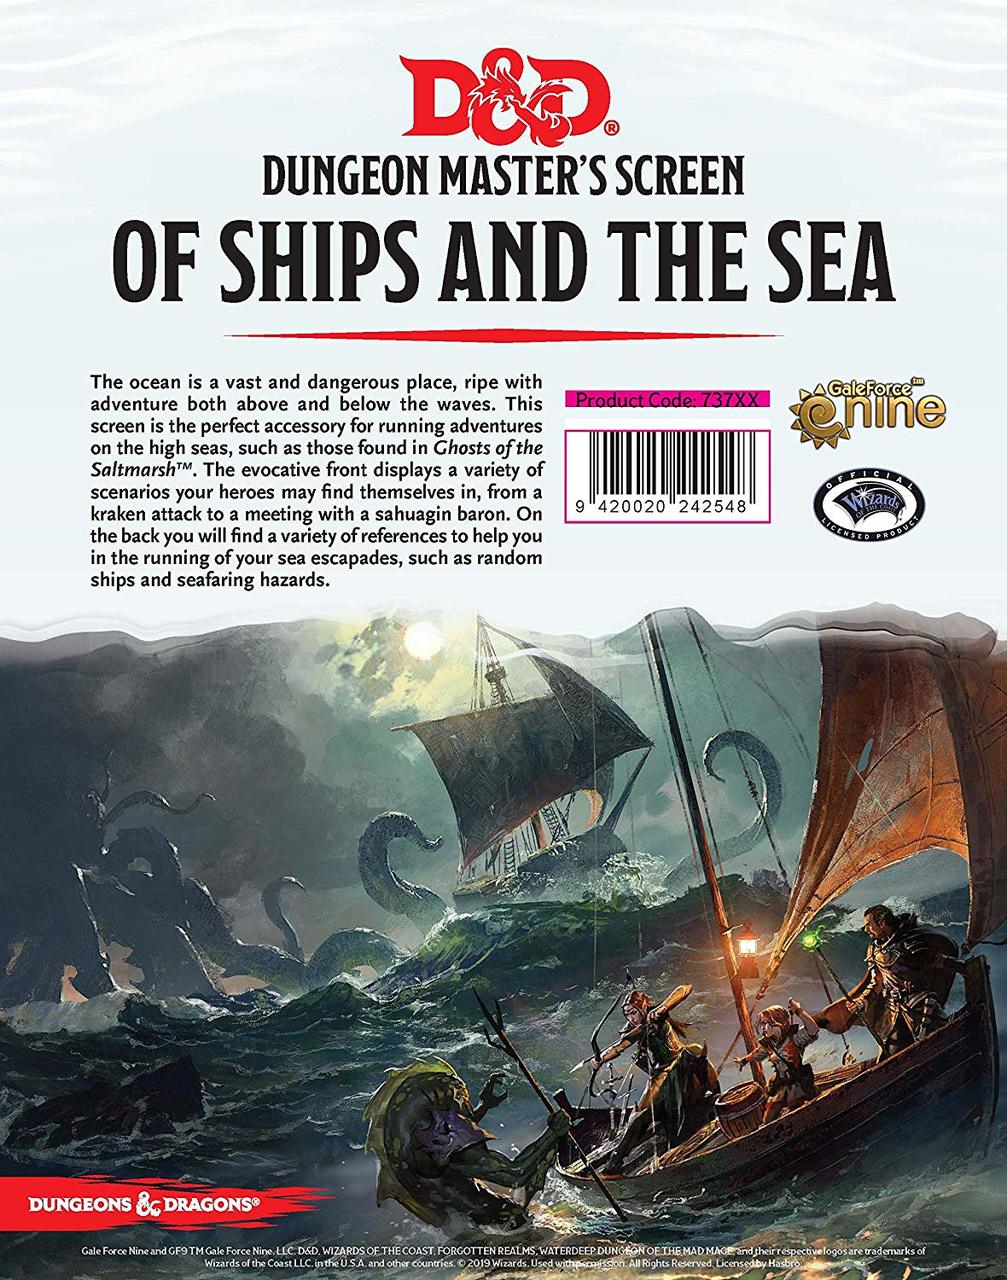 D&D®
DUNGEON MASTER'S SCREEN
OF SHIPS AND THE SEA
The ocean is a vast and dangerous place, ripe with
adventure both above and below the waves. This
screen is the perfect accessory for running adventures
on the high seas, such as those found in Ghosts of the
Saltmarsh™. The evocative front displays a variety of
scenarios your heroes may find themselves in, from a
kraken attack to a meeting with a sahuagin baron. On
the back you will find a variety of references to help you
in the running of your sea escapades, such as random
ships and seafaring hazards.
Product Code: 737XX
9 420020 242548
GaleForce™
nine
OFFICIAL
Wizards
OF THE COAST
LICENSED PRODUCT
DUNGEONS & DRAGONS®
Gale Force Nine and GF9 TM Gale Force Nine, LLC. D&D, WIZARDS OF THE COAST, FORGOTTEN REALMS, WATERDEEP DUNGEON OF THE MAD MAGE, and their respective logos are trademarks of
Wizards of the Coast LLC. in the U.S.A. and other countries. © 2019 Wizards. Used with permission. All Rights Reserved. Licensed by Hasbro.